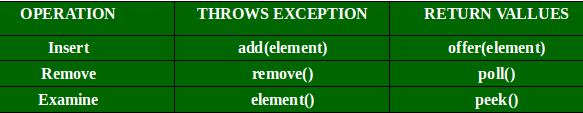 OPERATION THROWS EXCEPTION RETURN VALLUES
Insert add(element) offer(element)
Remove remove() poll()
Examine element() peek()